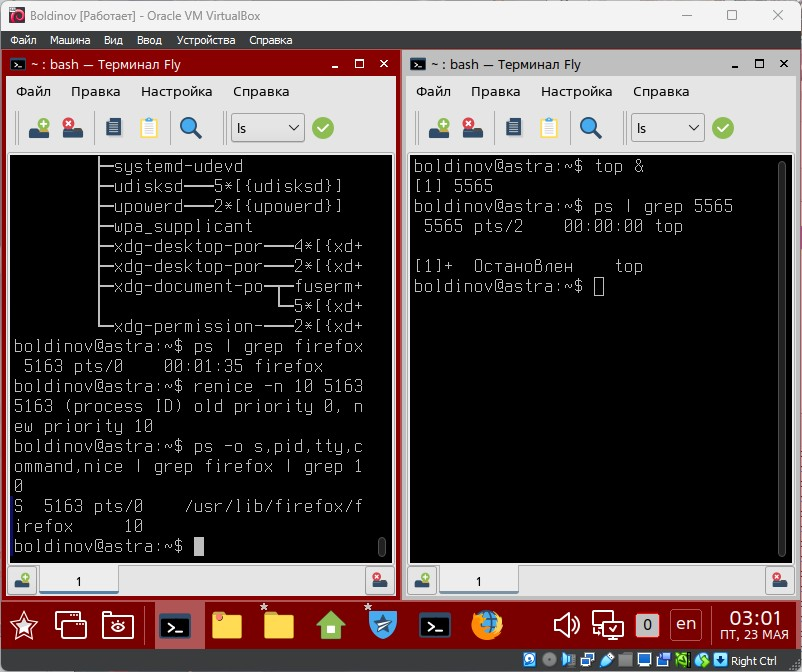 Boldinov [Работает] - Oracle VM VirtualBox
Файл Машина Вид Ввод Устройства Справка
~ : bash — Терминал Fly
Файл Правка Настройка Справка
ls
├─systemd-udevd
├─udisksd───5*[{udisksd}]
├─upowerd───2*[{upowerd}]
├─wpa_supplicant
├─xdg-desktop-por───4*[{xd+
├─xdg-desktop-por───2*[{xd+
├─xdg-document-po─┬─fuserm+
└─5*[{xd+
└─xdg-permission-───2*[{xd+
boldinov@astra:~$ ps | grep firefox
5163 pts/0    00:01:35 firefox
boldinov@astra:~$ renice -n 10 5163
5163 (process ID) old priority 0, n
ew priority 10
boldinov@astra:~$ ps -o s,pid,tty,c
ommand,nice | grep firefox | grep 1
0
S  5163 pts/0    /usr/lib/firefox/f
irefox     10
boldinov@astra:~$
1
~ : bash — Терминал Fly
Файл Правка Настройка Справка
ls
boldinov@astra:~$ top &
[1] 5565
boldinov@astra:~$ ps | grep 5565
5565 pts/2    00:00:00 top
[1]+  Остановлен    top
boldinov@astra:~$
1
0
en
03:01
ПТ, 23 МАЯ
Right Ctrl